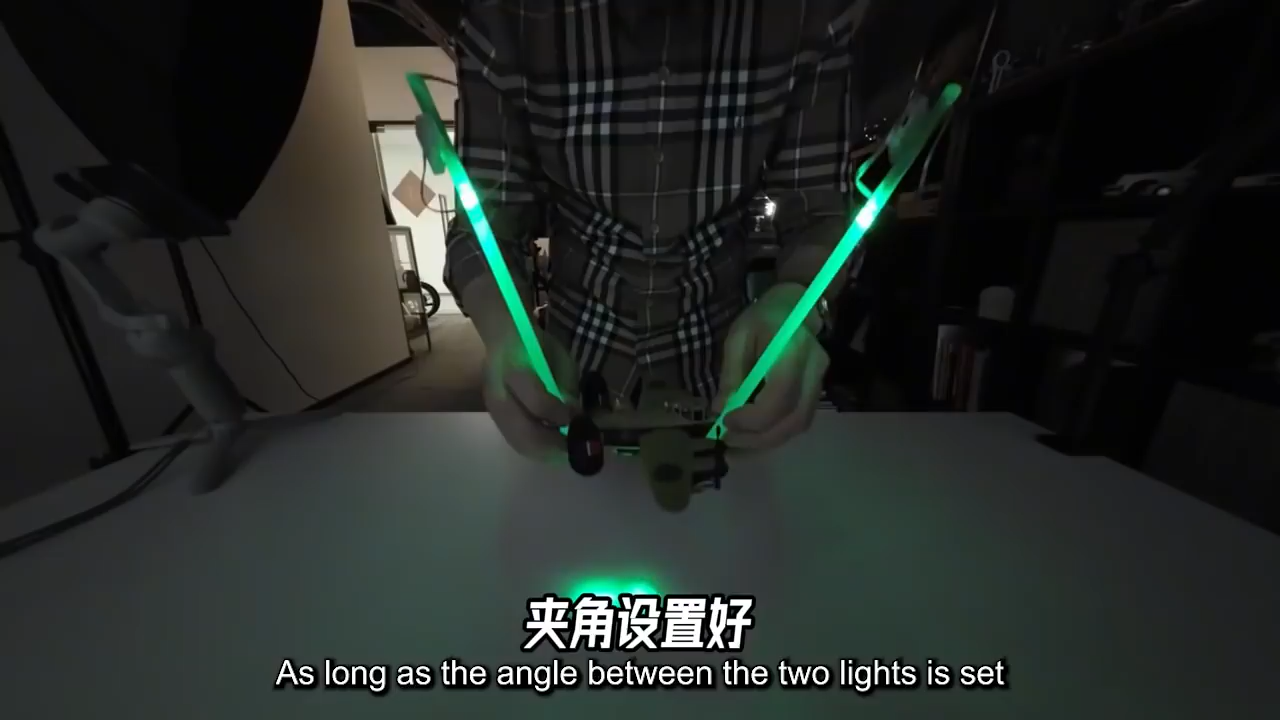 夹角设置好
As long as the angle between the two lights is set